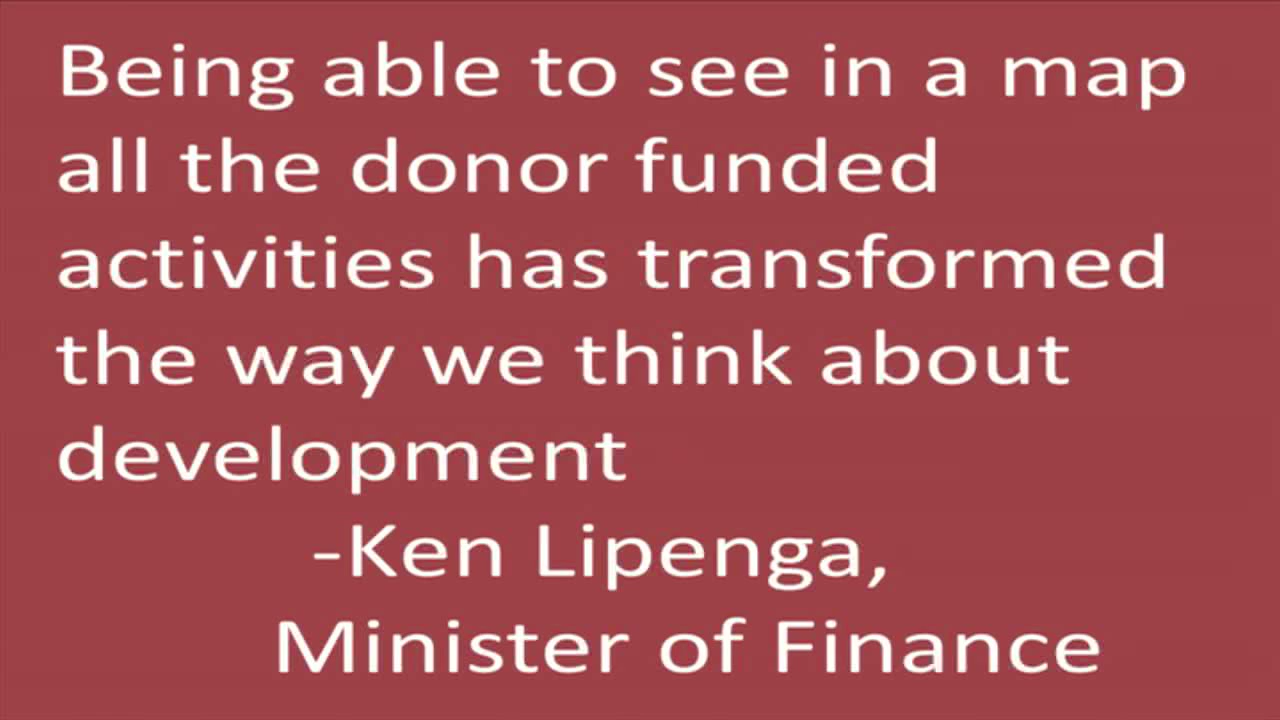 Being able to see in a map
all the donor funded
activities has transformed
the way we think about
development
-Ken Lipenga,
Minister of Finance